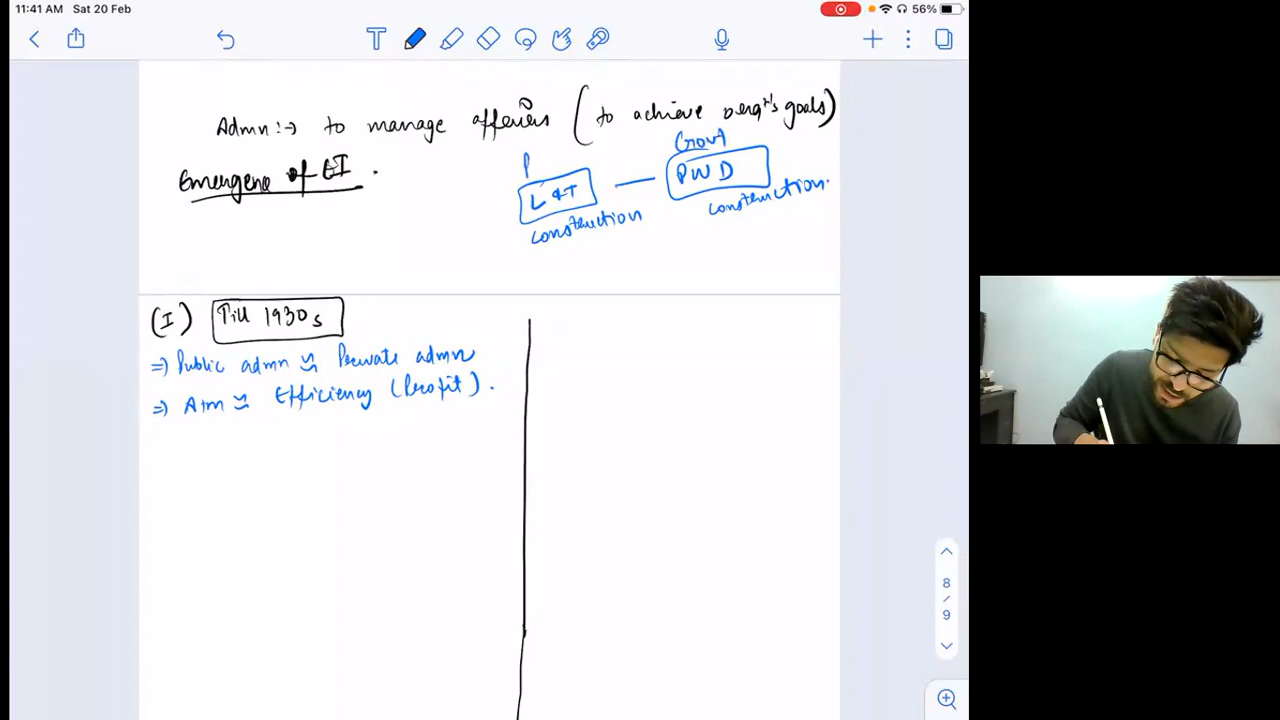 11:41 AM Sat 20 Feb
56%
Admn :→ to manage affairs (to achieve orgn's goals)
Emergene of EI .
P
L&T — Govt PWD
construction construction.
(I) Till 1930s
⇒ Public admn ≈ Private admn
⇒ Aim ≈ Efficiency (Profit).
8
/
9